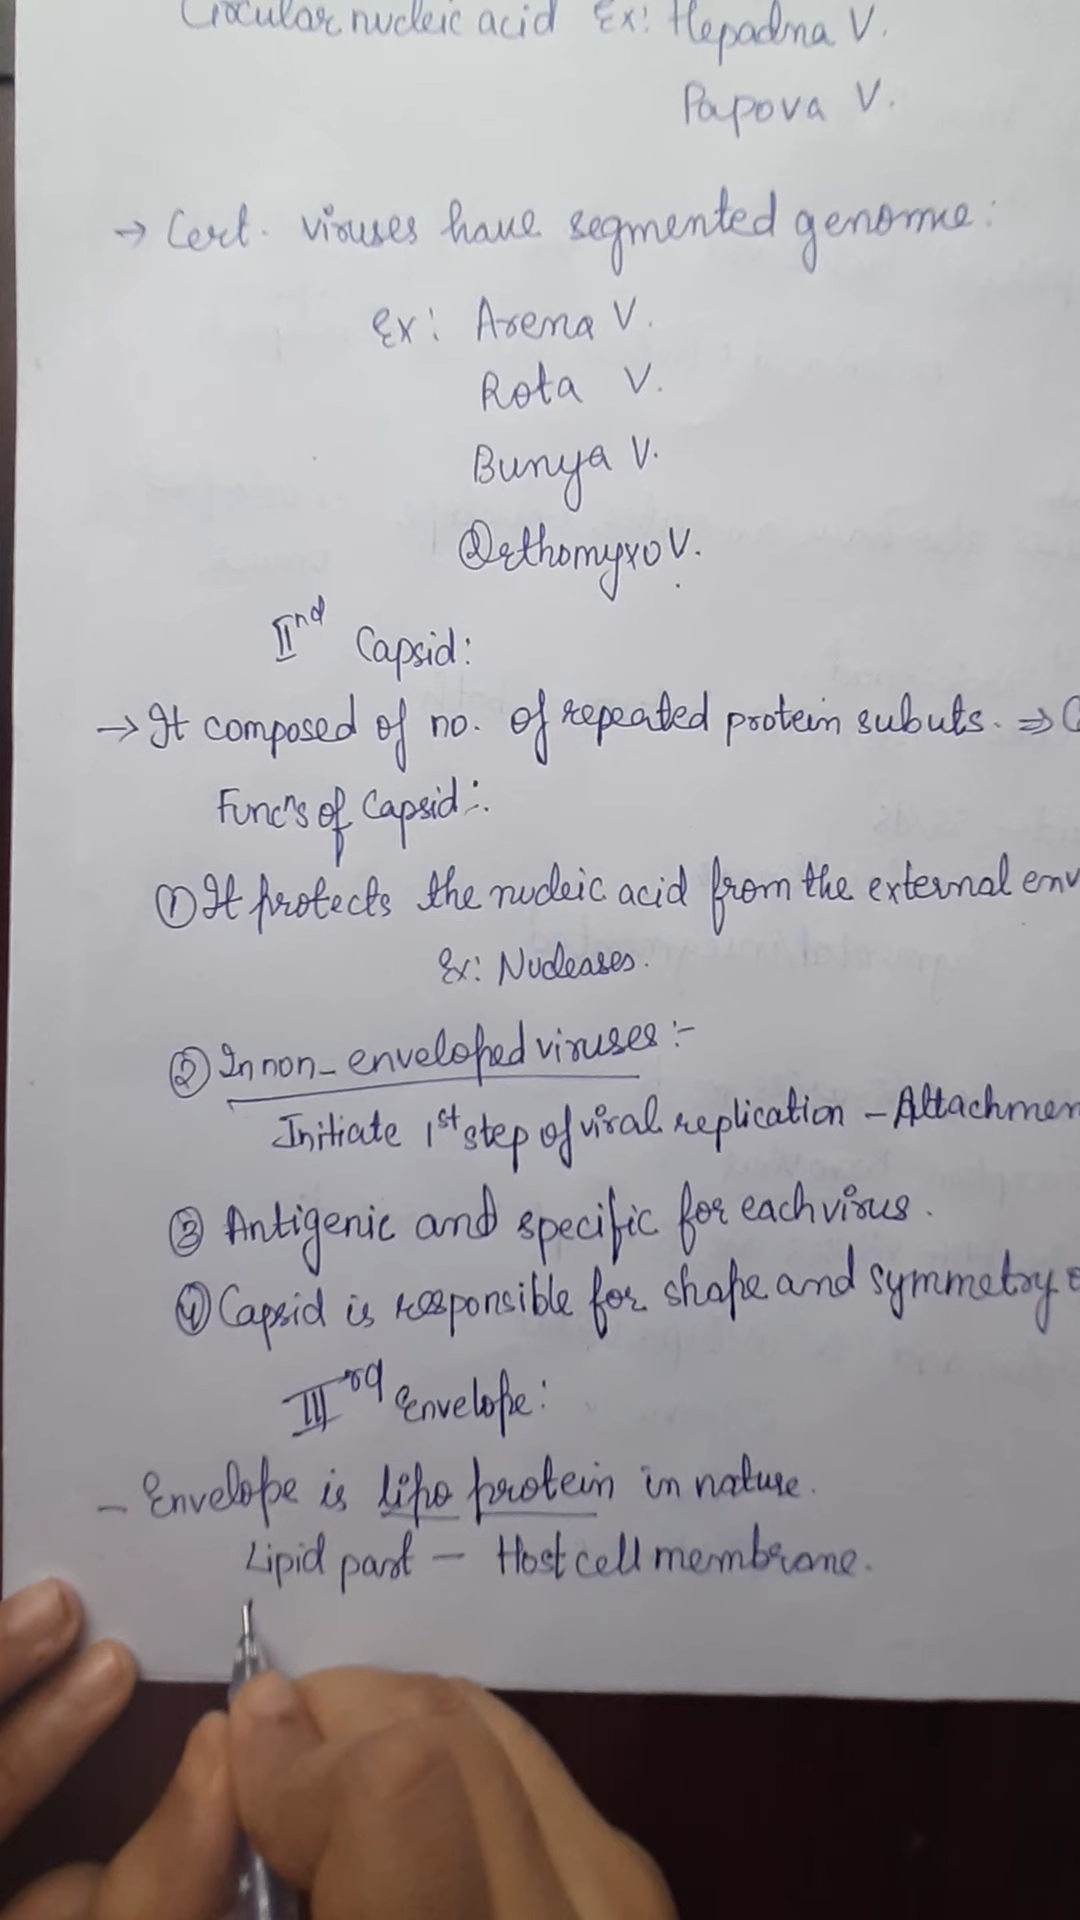 Circular nucleic acid Ex: Hepadna V.
Papova V.
→ Cert. viruses have segmented genome:
Ex: Arena V.
Rota V.
Bunya V.
Orthomyxo V.
IInd Capsid:
→ It composed of no. of repeated protein subuts. ⇒ C
Func'ns of Capsid:
① It protects the nucleic acid from the external env
Ex: Nucleases.
② In non-enveloped viruses:-
Initiate 1st step of viral replication - Attachmen
③ Antigenic and specific for each virus.
④ Capsid is responsible for shape and symmetry o
IIIrd Envelope:
- Envelope is lipo protein in nature.
Lipid part - Host cell membrane.